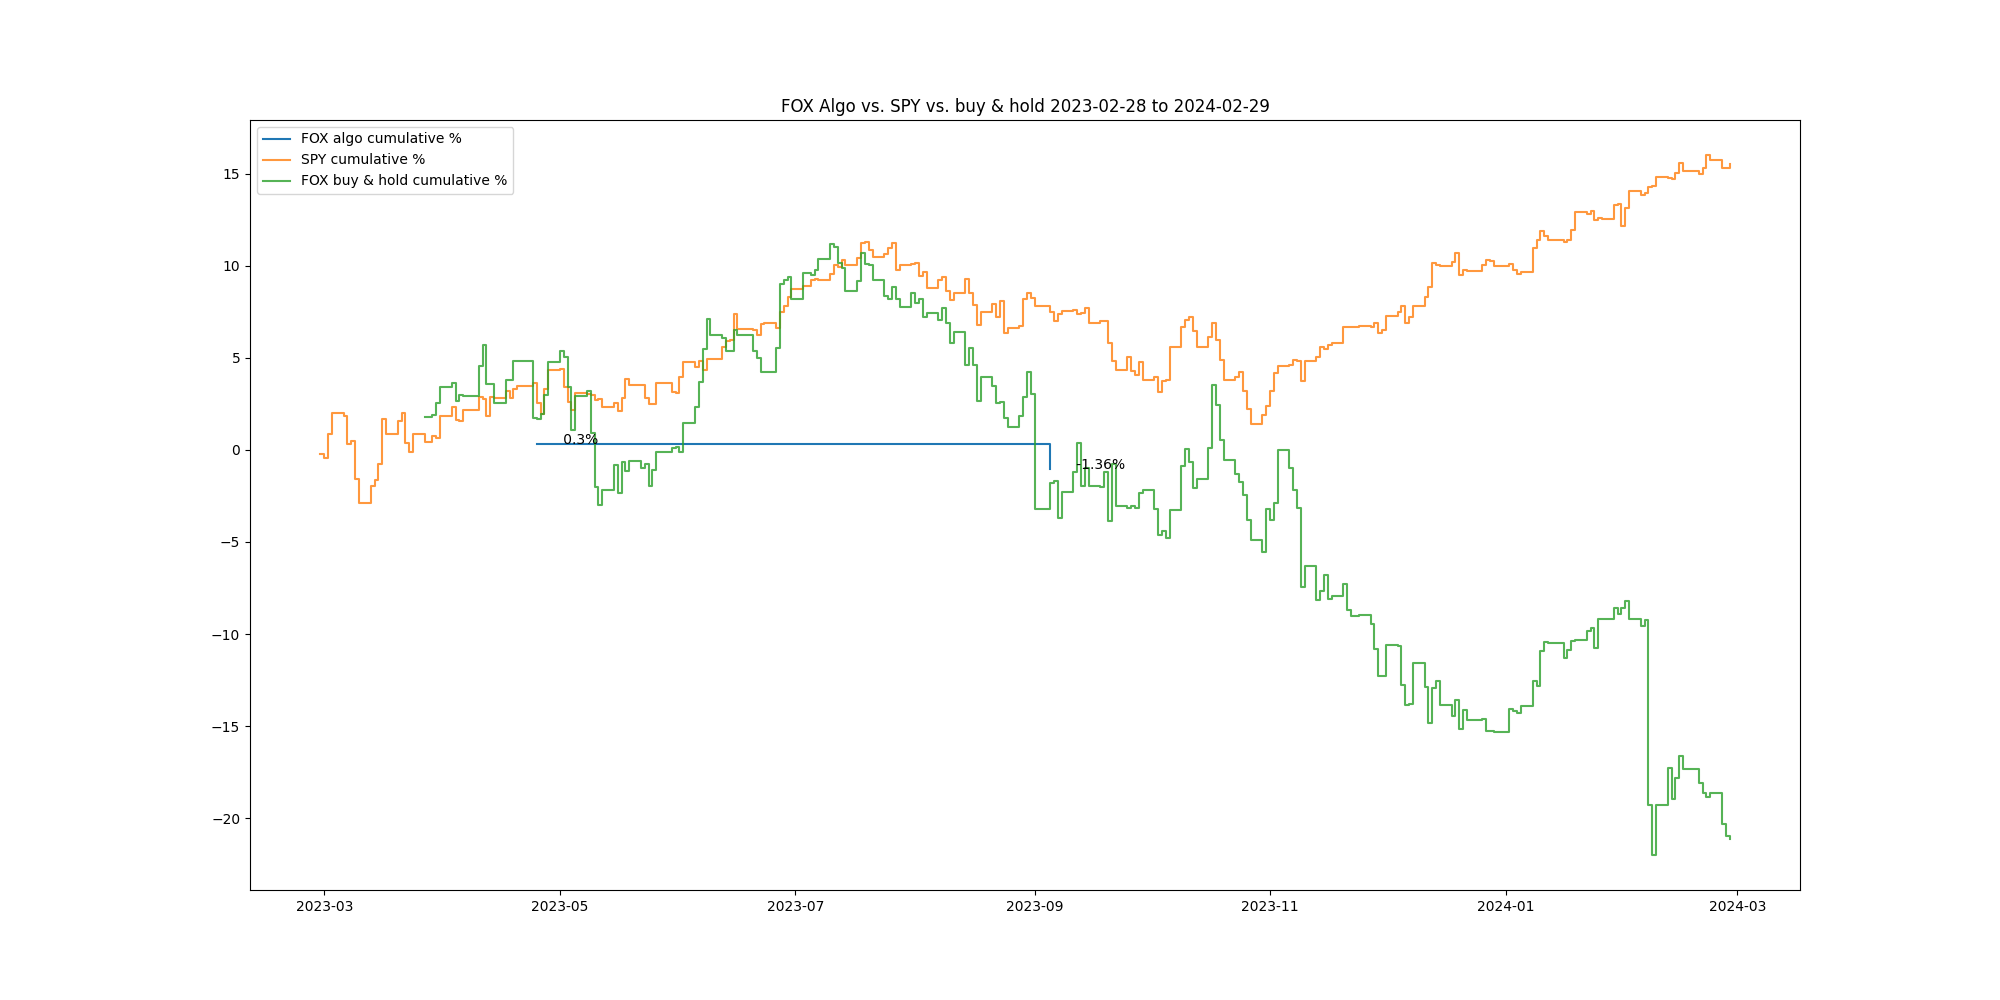 FOX Algo vs. SPY vs. buy & hold 2023-02-28 to 2024-02-29
FOX algo cumulative %
SPY cumulative %
FOX buy & hold cumulative %
15
10
5
0.3%
0
-1.36%
−5
−10
−15
−20
2023-03 2023-05 2023-07 2023-09 2023-11 2024-01 2024-03